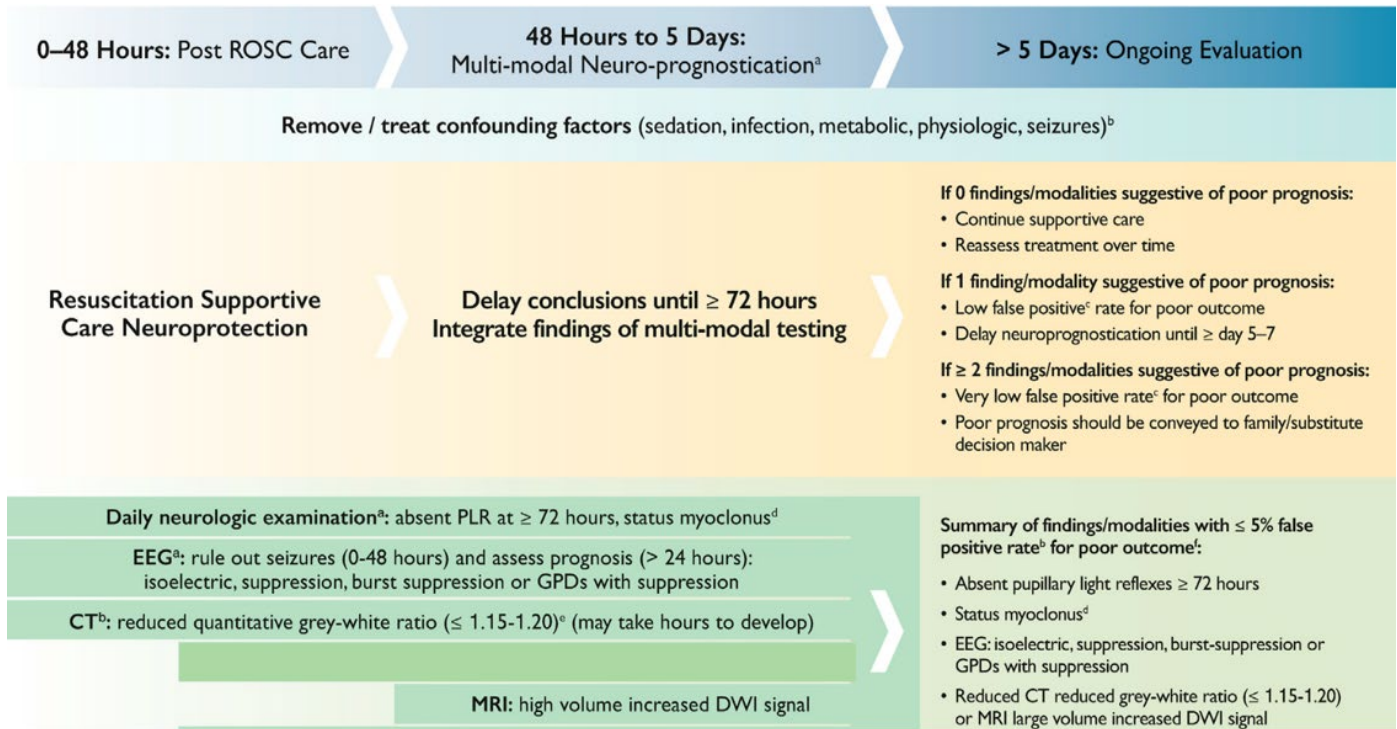 0–48 Hours: Post ROSC Care
48 Hours to 5 Days:
Multi-modal Neuro-prognosticationᵃ
> 5 Days: Ongoing Evaluation
Remove / treat confounding factors (sedation, infection, metabolic, physiologic, seizures)ᵇ
Resuscitation Supportive
Care Neuroprotection
Delay conclusions until ≥ 72 hours
Integrate findings of multi-modal testing
If 0 findings/modalities suggestive of poor prognosis:
• Continue supportive care
• Reassess treatment over time
If 1 finding/modality suggestive of poor prognosis:
• Low false positiveᶜ rate for poor outcome
• Delay neuroprognostication until ≥ day 5–7
If ≥ 2 findings/modalities suggestive of poor prognosis:
• Very low false positive rateᶜ for poor outcome
• Poor prognosis should be conveyed to family/substitute
decision maker
Daily neurologic examinationᵃ: absent PLR at ≥ 72 hours, status myoclonusᵈ
EEGᵃ: rule out seizures (0-48 hours) and assess prognosis (> 24 hours):
isoelectric, suppression, burst suppression or GPDs with suppression
CTᵇ: reduced quantitative grey-white ratio (≤ 1.15-1.20)ᵉ (may take hours to develop)
MRI: high volume increased DWI signal
Summary of findings/modalities with ≤ 5% false
positive rateᵇ for poor outcomeᶠ:
• Absent pupillary light reflexes ≥ 72 hours
• Status myoclonusᵈ
• EEG: isoelectric, suppression, burst-suppression or
GPDs with suppression
• Reduced CT reduced grey-white ratio (≤ 1.15-1.20)
or MRI large volume increased DWI signal